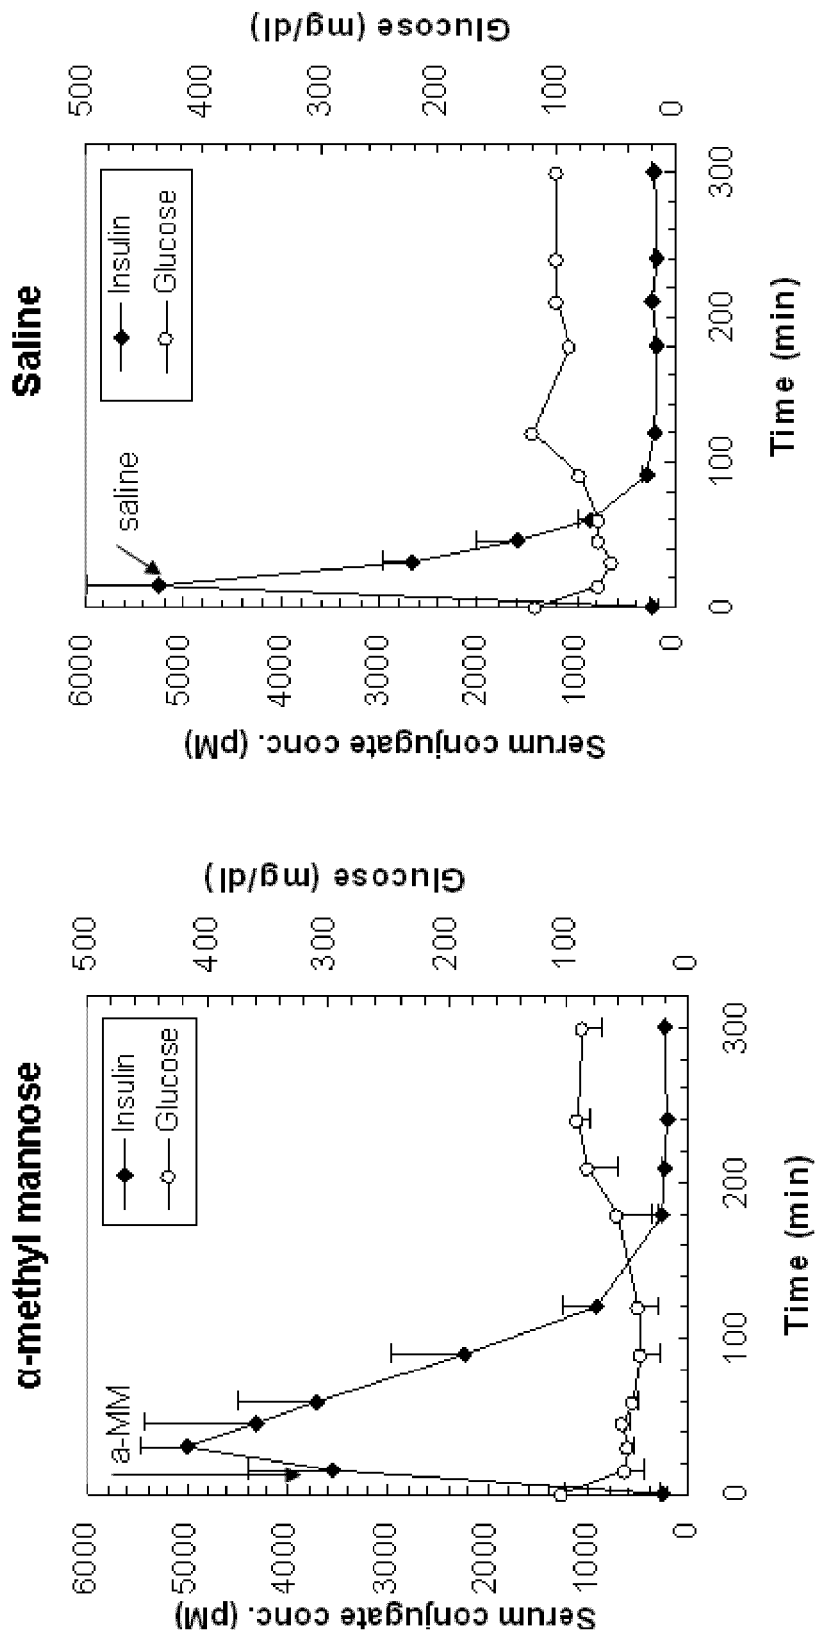 α-methyl mannose
Serum conjugate conc. (pM)
6000
5000
4000
3000
2000
1000
0
a-MM
Insulin
Glucose
500
400
300
200
100
0
Glucose (mg/dl)
0
100
200
300
Time (min)
Saline
Serum conjugate conc. (pM)
6000
5000
4000
3000
2000
1000
0
saline
Insulin
Glucose
500
400
300
200
100
0
Glucose (mg/dl)
0
100
200
300
Time (min)